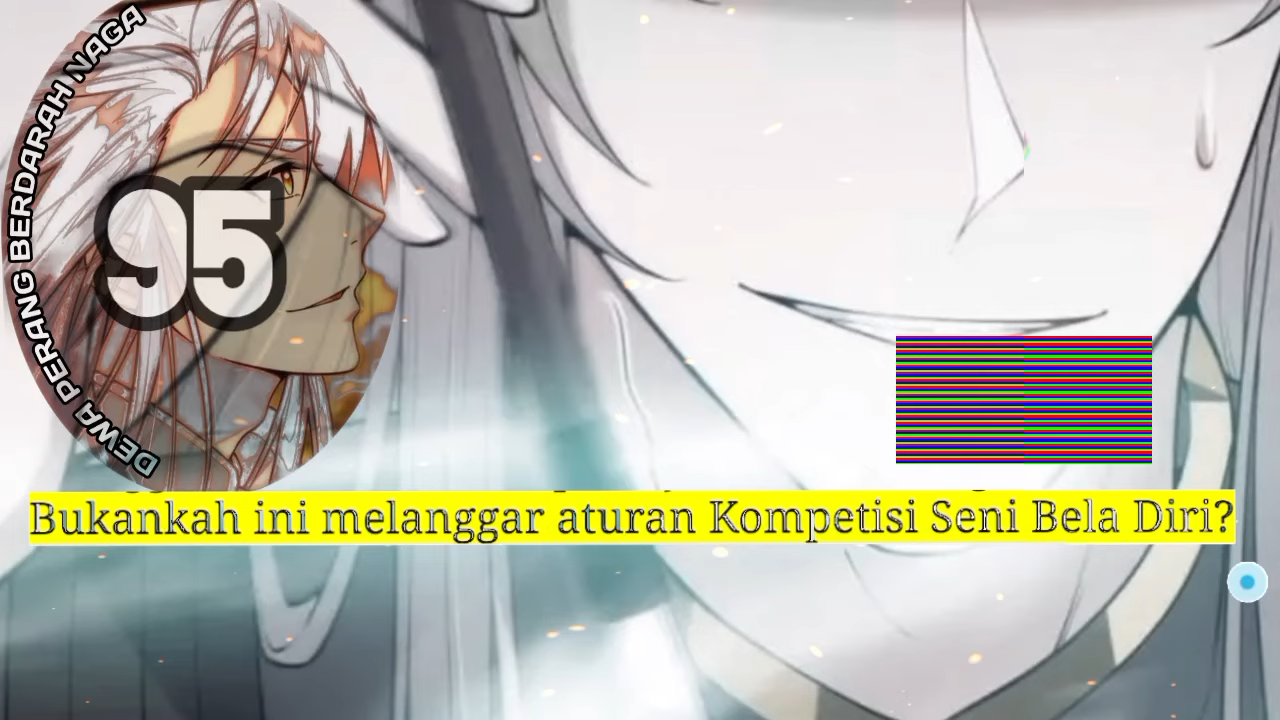 DEWA PERANG BERDARAH NAGA
95
Bukankah ini melanggar aturan Kompetisi Seni Bela Diri?